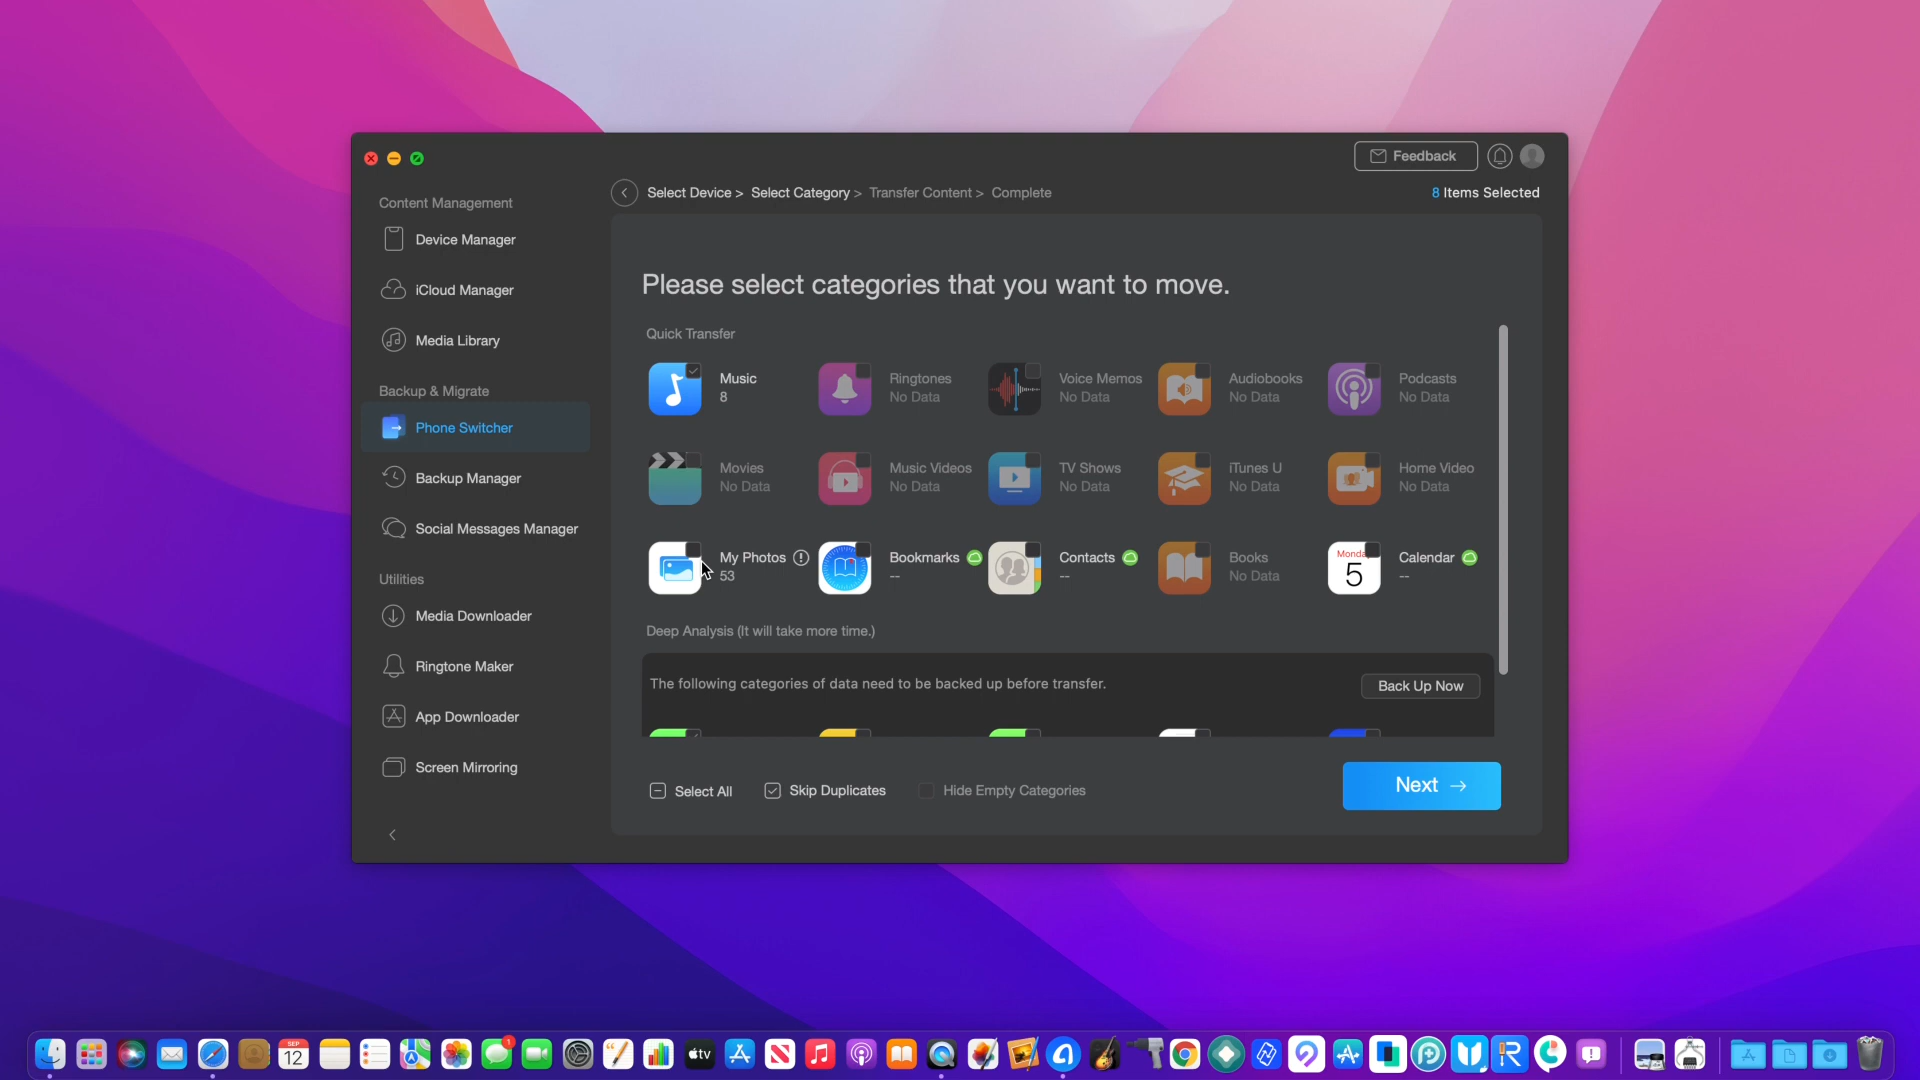 Feedback
Select Device > Select Category > Transfer Content > Complete
8 Items Selected
Content Management
Device Manager
iCloud Manager
Media Library
Backup & Migrate
Phone Switcher
Backup Manager
Social Messages Manager
Utilities
Media Downloader
Ringtone Maker
App Downloader
Screen Mirroring
Please select categories that you want to move.
Quick Transfer
Music
8
Ringtones
No Data
Voice Memos
No Data
Audiobooks
No Data
Podcasts
No Data
Movies
No Data
Music Videos
No Data
TV Shows
No Data
iTunes U
No Data
Home Video
No Data
My Photos
53
Bookmarks
--
Contacts
--
Books
No Data
Monda
5
Calendar
--
Deep Analysis (It will take more time.)
The following categories of data need to be backed up before transfer.
Back Up Now
Select All
Skip Duplicates
Hide Empty Categories
Next →
SEP
12
1
tv